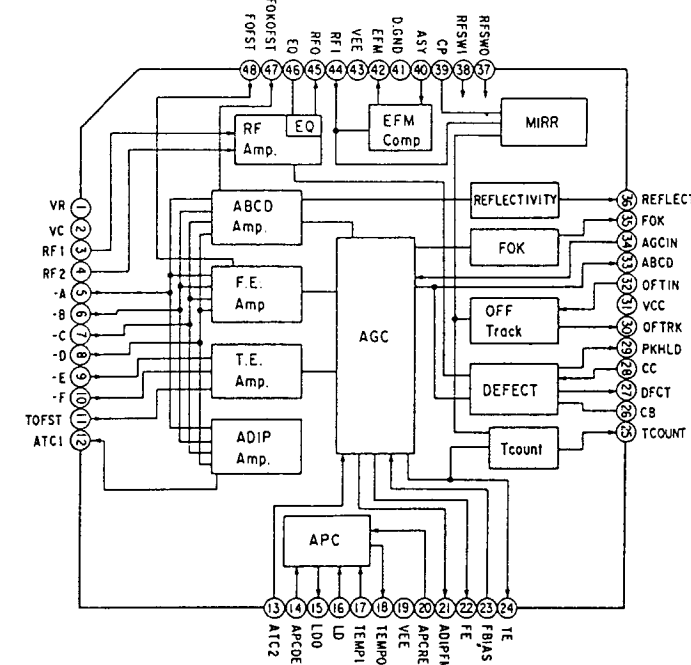 FOFST
FOKOFST
EQ
RFO
RFI
VEE
EFM
D.GND
ASY
CP
RFSW1
RFSWO
48 47 46 45 44 43 42 41 40 39 38 37
RF Amp.
EQ
EFM Comp
MIRR
VR 1
VC 2
RF1 3
RF2 4
-A 5
-B 6
-C 7
-D 8
-E 9
-F 10
TOFST 11
ATC1 12
ABCD Amp.
F.E. Amp
T.E. Amp.
ADIP Amp.
AGC
REFLECTIVITY
FOK
OFF Track
DEFECT
Tcount
36 REFLECT
35 FOK
34 AGCIN
33 ABCD
32 OFTIN
31 VCC
30 OFTRK
29 PKHLD
28 CC
27 DFCT
26 CB
25 TCOUNT
APC
13 14 15 16 17 18 19 20 21 22 23 24
ATC2
APCDE
LDO
LD
TEMPI
TEMPO
VEE
APCRE
ADIPFM
FE
FBIAS
TE